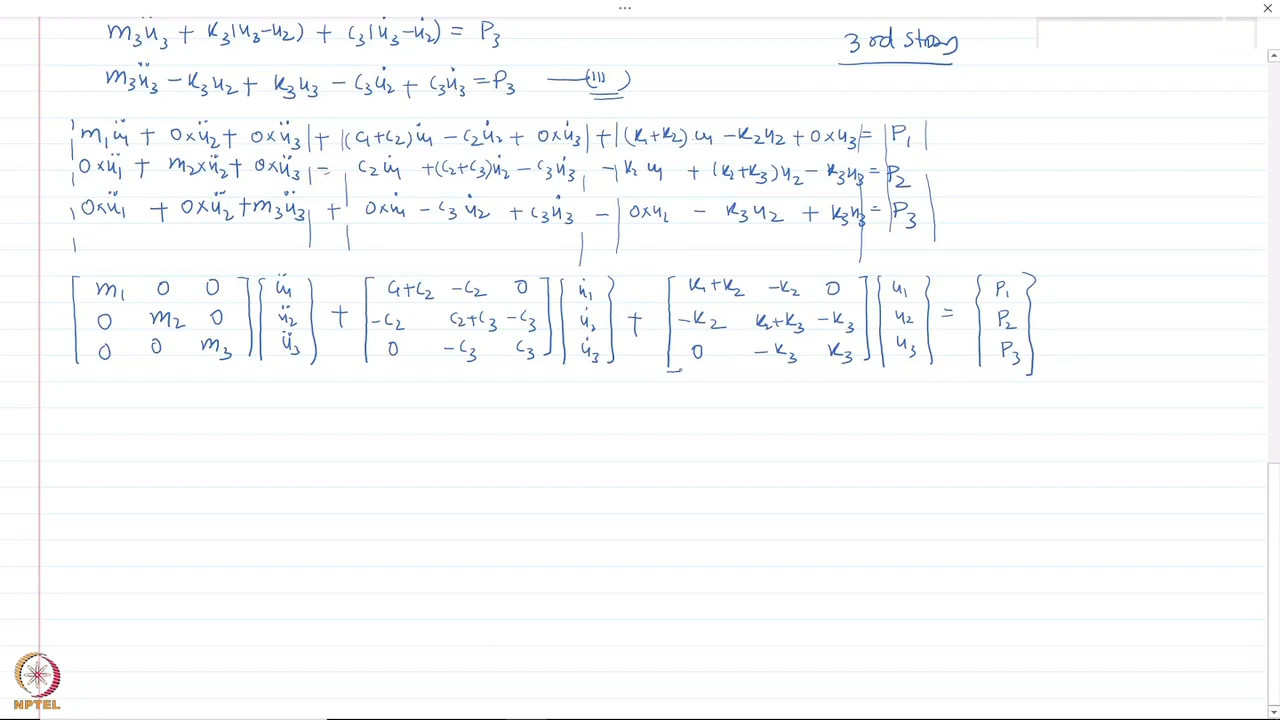 m₃ü₃ + k₃(u₃-u₂) + c₃(u̇₃-u̇₂) = P₃
3rd storey
m₃ü₃ - k₃u₂ + k₃u₃ - c₃u̇₂ + c₃u̇₃ = P₃ —(III)
m₁ü₁ + 0×ü₂ + 0×ü₃ + (c₁+c₂)u̇₁ - c₂u̇₂ + 0×u̇₃ + (k₁+k₂)u₁ - k₂u₂ + 0×u₃ = P₁
0×ü₁ + m₂×ü₂ + 0×ü₃ = c₂u̇₁ + (c₂+c₃)u̇₂ - c₃u̇₃ - k₂u₁ + (k₂+k₃)u₂ - k₃u₃ = P₂
0×ü₁ + 0×ü₂ + m₃ü₃ + 0×u̇₁ - c₃u̇₂ + c₃u̇₃ - 0×u₁ - k₃u₂ + k₃u₃ = P₃
[m₁ 0 0] {ü₁} + [c₁+c₂ -c₂ 0] {u̇₁} + [k₁+k₂ -k₂ 0] {u₁} = {P₁}
[0 m₂ 0] {ü₂} [-c₂ c₂+c₃ -c₃] {u̇₂} [-k₂ k₂+k₃ -k₃] {u₂} {P₂}
[0 0 m₃] {ü₃} [0 -c₃ c₃] {u̇₃} [0 -k₃ k₃] {u₃} {P₃}
NPTEL